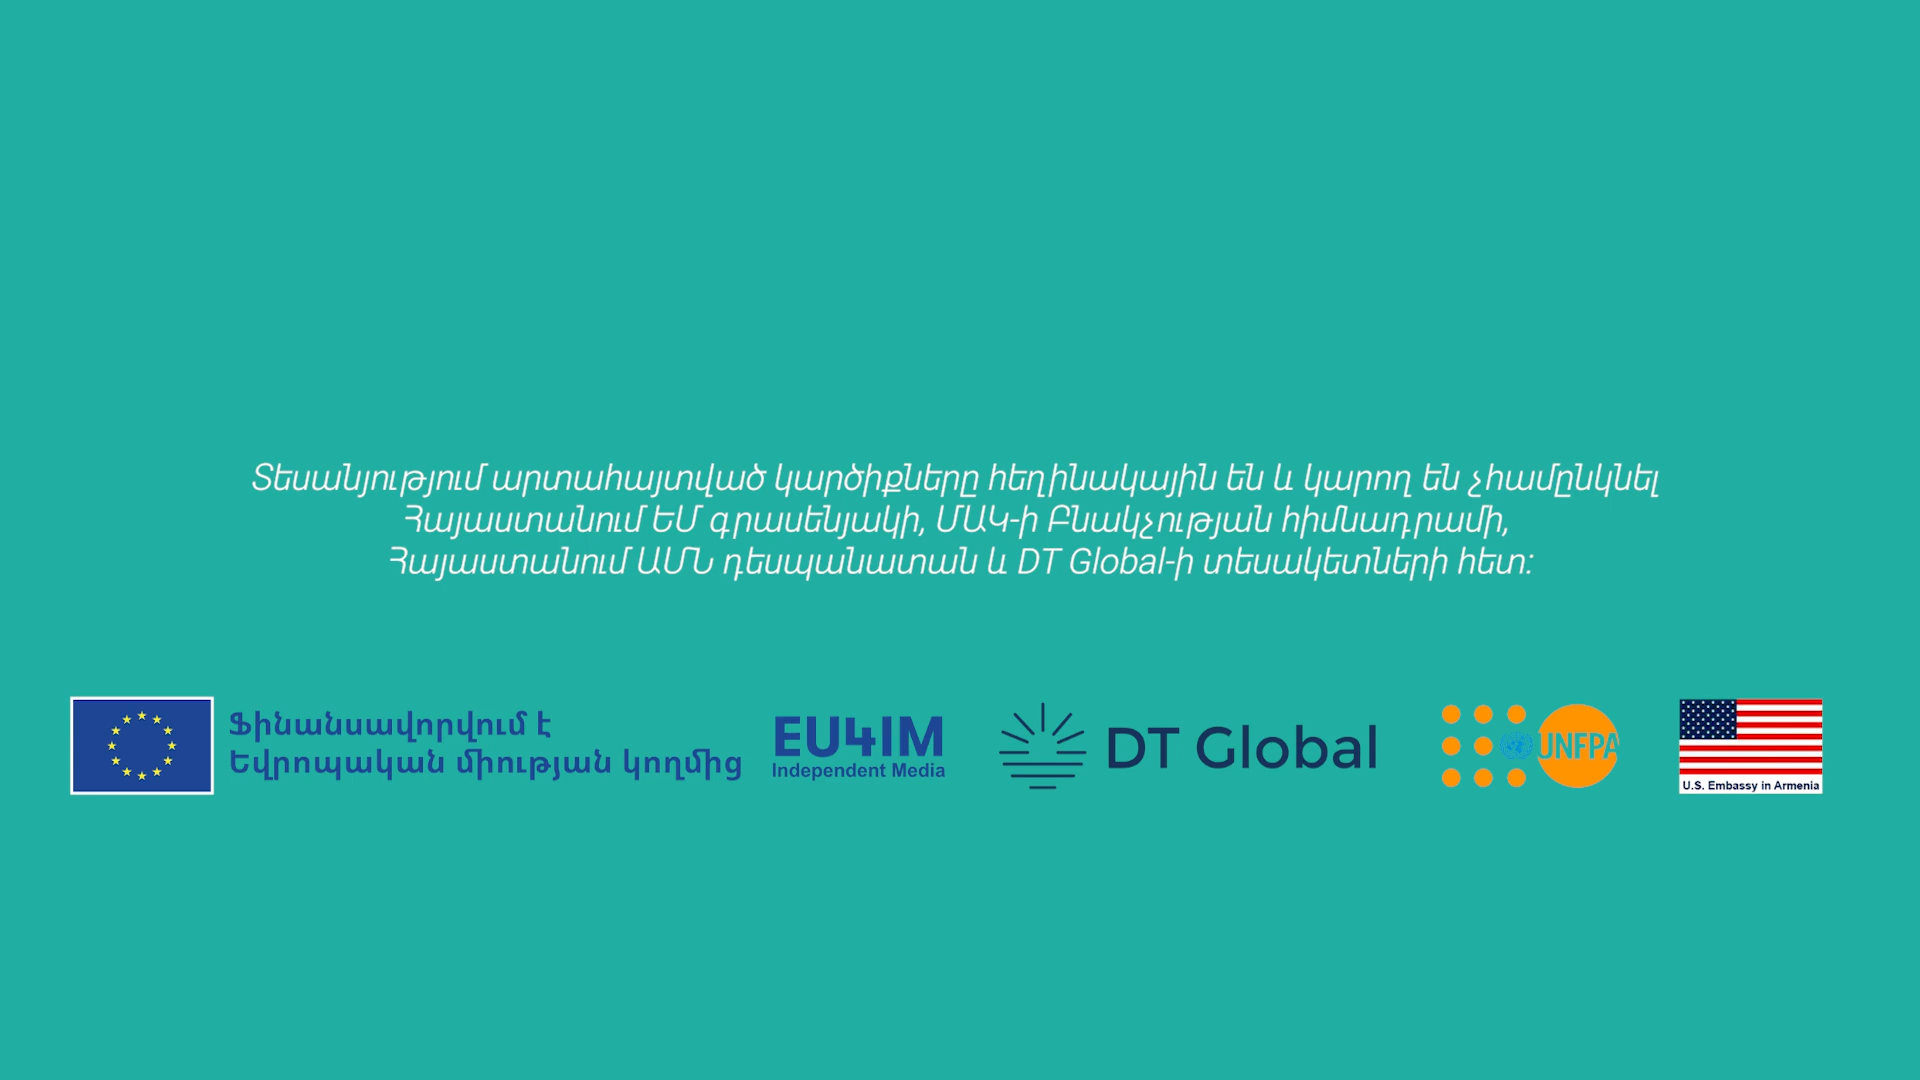 Տեսանյութում արտահայտված կարծիքները հեղինակային են և կարող են չհամընկնել
Հայաստանում ԵՄ գրասենյակի, ՄԱԿ-ի Բնակչության հիմնադրամի,
Հայաստանում ԱՄՆ դեսպանատան և DT Global-ի տեսակետների հետ:
Ֆինանսավորվում է
Եվրոպական միության կողմից
EU4IM
Independent Media
DT Global
UNFPA
U.S. Embassy in Armenia